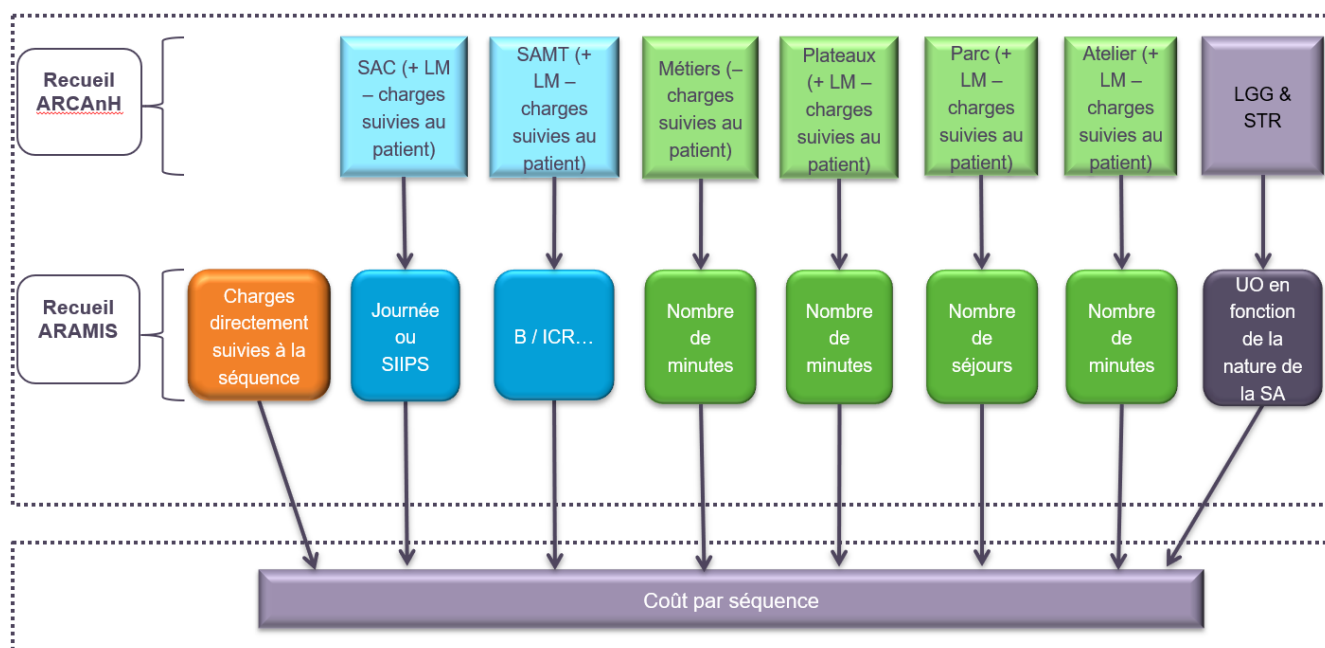 Recueil
ARCAnH
SAC (+ LM
– charges
suivies au
patient)
SAMT (+
LM –
charges
suivies au
patient)
Métiers (–
charges
suivies au
patient)
Plateaux
(+ LM –
charges
suivies au
patient)
Parc (+
LM –
charges
suivies au
patient)
Atelier (+
LM –
charges
suivies au
patient)
LGG &
STR
Recueil
ARAMIS
Charges
directement
suivies à la
séquence
Journée
ou
SIIPS
B / ICR…
Nombre
de
minutes
Nombre
de
minutes
Nombre
de
séjours
Nombre
de
minutes
UO en
fonction
de la
nature de
la SA
Coût par séquence